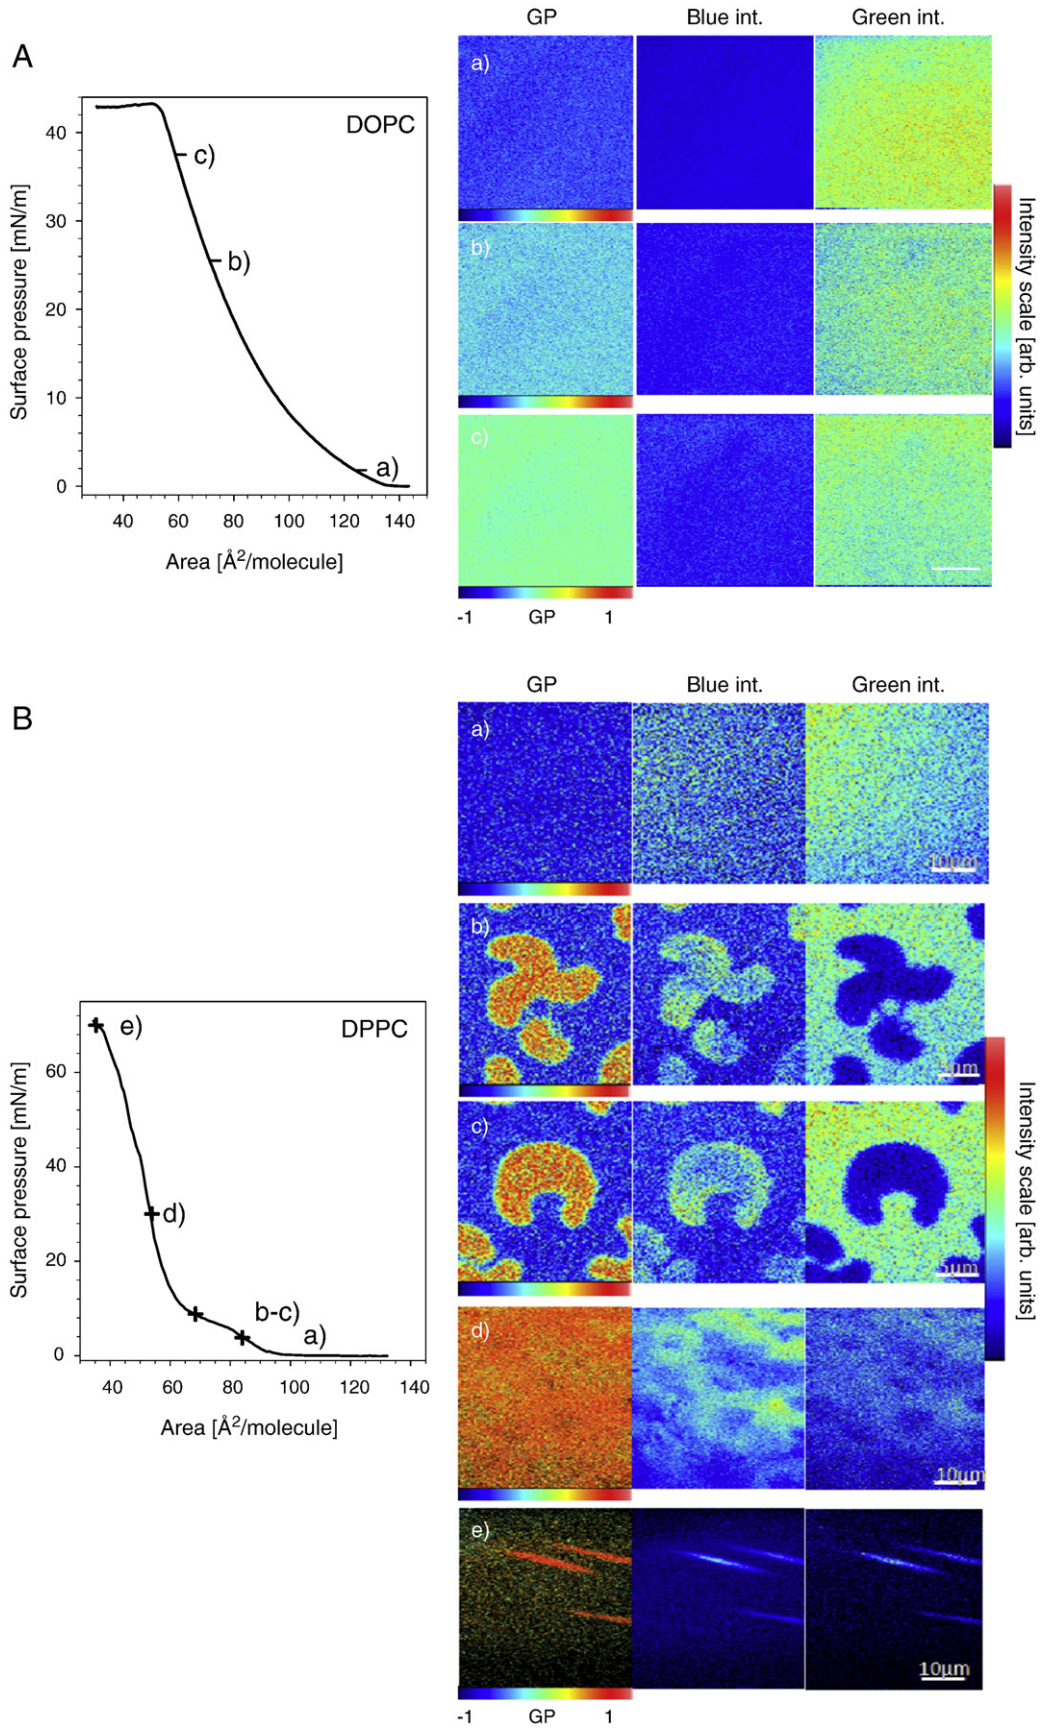 A
GP
Blue int.
Green int.
DOPC
40
30
20
10
0
Surface pressure [mN/m]
c)
b)
a)
40
60
80
100
120
140
Area [Å2/molecule]
a)
b)
c)
Intensity scale [arb. units]
-1
GP
1
B
GP
Blue int.
Green int.
DPPC
60
40
20
0
Surface pressure [mN/m]
e)
d)
b-c)
a)
40
60
80
100
120
140
Area [Å2/molecule]
a)
10µm
b)
5µm
c)
5µm
d)
10µm
e)
10µm
Intensity scale [arb. units]
-1
GP
1